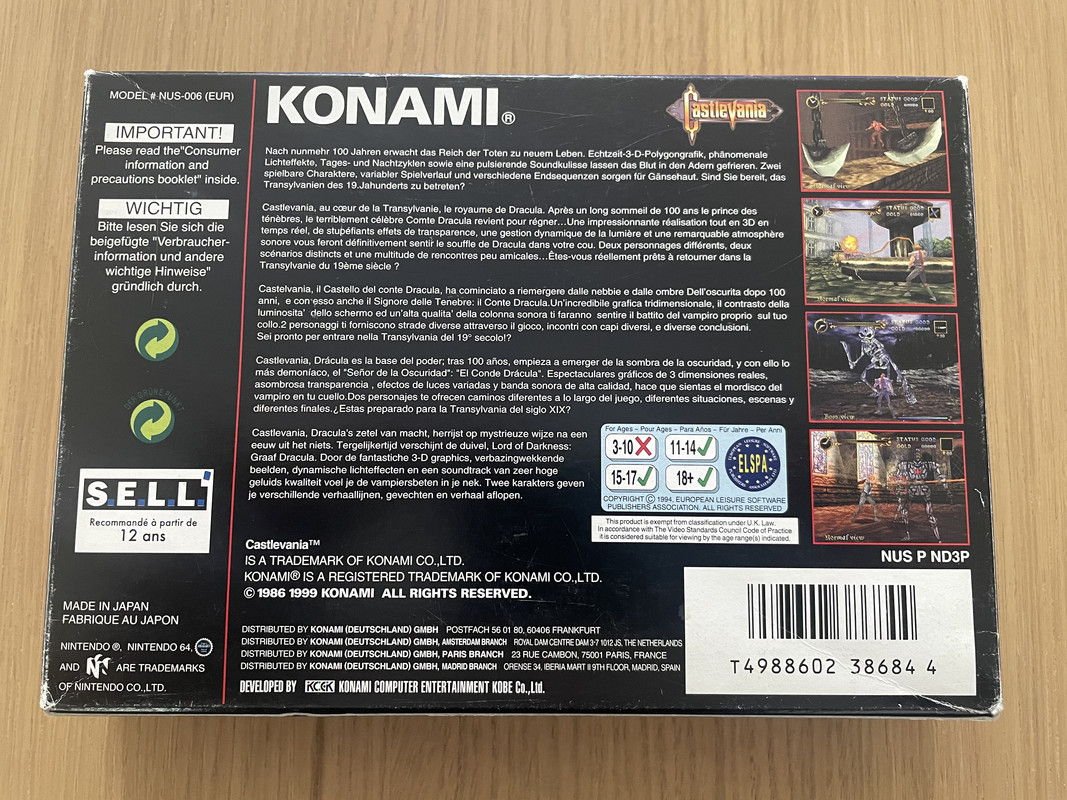 MODEL# NUS-006 (EUR)
IMPORTANT!
Please read the"Consumer
information and
precautions booklet" inside.
WICHTIG
Bitte lesen Sie sich die
beigefügte "Verbraucher-
information und andere
wichtige Hinweise"
gründlich durch.
DER GRÜNE PUNKT
S.E.L.L.
Recommandé à partir de
12 ans
MADE IN JAPAN
FABRIQUE AU JAPON
NINTENDO ®, NINTENDO 64,
AND N ARE TRADEMARKS
OF NINTENDO CO.,LTD.
KONAMI®
Castlevania
Nach nunmehr 100 Jahren erwacht das Reich der Toten zu neuem Leben. Echtzeit-3-D-Polygongrafik, phänomenale
Lichteffekte, Tages- und Nachtzyklen sowie eine pulsierende Soundkulisse lassen das Blut in den Adern gefrieren. Zwei
spielbare Charaktere, variabler Spielverlauf und verschiedene Endsequenzen sorgen für Gänsehaut. Sind Sie bereit, das
Transylvanien des 19.Jahunderts zu betreten?
Castlevania, au cœur de la Transylvanie, le royaume de Dracula. Après un long sommeil de 100 ans le prince des
ténèbres, le terriblement célèbre Comte Dracula revient pour régner…Une impressionnante réalisation tout en 3D en
temps réel, de stupéfiants effets de transparence, une gestion dynamique de la lumière et une remarquable atmosphère
sonore vous feront définitivement sentir le souffle de Dracula dans votre cou. Deux personnages différents, deux
scénarios distincts et une multitude de rencontres peu amicales…Êtes-vous réellement prêts à retourner dans la
Transylvanie du 19ème siècle ?
Castelvania, il Castello del conte Dracula, ha cominciato a riemergere dalle nebbie e dalle ombre Dell'oscurita dopo 100
anni, e con esso anche il Signore delle Tenebre: il Conte Dracula.Un'incredibile grafica tridimensionale, il contrasto della
luminosita' dello schermo ed un'alta qualita' della colonna sonora ti faranno sentire il battito del vampiro proprio sul tuo
collo.2 personaggi ti forniscono strade diverse attraverso il gioco, incontri con capi diversi, e diverse conclusioni.
Sei pronto per entrare nella Transylvania del 19° secolo!?
Castlevania, Drácula es la base del poder; tras 100 años, empieza a emerger de la sombra de la oscuridad, y con ello lo
más demoníaco, el "Señor de la Oscuridad": "El Conde Drácula". Espectaculares gráficos de 3 dimensiones reales,
asombrosa transparencia , efectos de luces variadas y banda sonora de alta calidad, hace que sientas el mordisco del
vampiro en tu cuello.Dos personajes te ofrecen caminos diferentes a lo largo del juego, diferentes situaciones, escenas y
diferentes finales.¿Estas preparado para la Transylvania del siglo XIX?
Castlevania, Dracula's zetel van macht, herrijst op mystrieuze wijze na een
eeuw uit het niets. Tergelijkertijd verschint de duivel, Lord of Darkness:
Graaf Dracula. Door de fantastiche 3-D graphics, verbazingwekkende
beelden, dynamische lichteffecten en een soundtrack van zeer hoge
geluids kwaliteit voel je de vampiersbeten in je nek. Twee karakters geven
je verschillende verhaallijnen, gevechten en verhaal aflopen.
For Ages – Pour Ages – Para Años – Für Jahre – Per Anni
3-10 11-14
15-17 18+
ELSPA
COPYRIGHT © 1994, EUROPEAN LEISURE SOFTWARE
PUBLISHERS ASSOCIATION. ALL RIGHTS RESERVED
This product is exempt from classification under U.K. Law.
In accordance with The Video Standards Council Code of Practice
it is considered suitable for viewing by the age range(s) indicated.
Castlevania™
IS A TRADEMARK OF KONAMI CO.,LTD.
KONAMI® IS A REGISTERED TRADEMARK OF KONAMI CO.,LTD.
© 1986 1999 KONAMI ALL RIGHTS RESERVED.
DISTRIBUTED BY KONAMI (DEUTSCHLAND) GMBH POSTFACH 56 01 80, 60406 FRANKFURT
DISTRIBUTED BY KONAMI (DEUTSCHLAND) GMBH, AMSTERDAM BRANCH ROYAL DAM CENTRE DAM 3-7 1012 JS, THE NETHERLANDS
DISTRIBUTED BY KONAMI (DEUTSCHLAND) GMBH, PARIS BRANCH 23 RUE CAMBON, 75001 PARIS, FRANCE
DISTRIBUTED BY KONAMI (DEUTSCHLAND) GMBH, MADRID BRANCH ORENSE 34, IBERIA MART II 9TH FLOOR, MADRID, SPAIN
DEVELOPED BY KCEK KONAMI COMPUTER ENTERTAINMENT KOBE Co.,Ltd.
STATUS GOOD
GOLD
Normal view
STATUS GOOD
GOLD
Normal view
STATUS GOOD
GOLD
Boss view
STATUS GOOD
GOLD
Normal view
NUS P ND3P
T4988602 38684 4